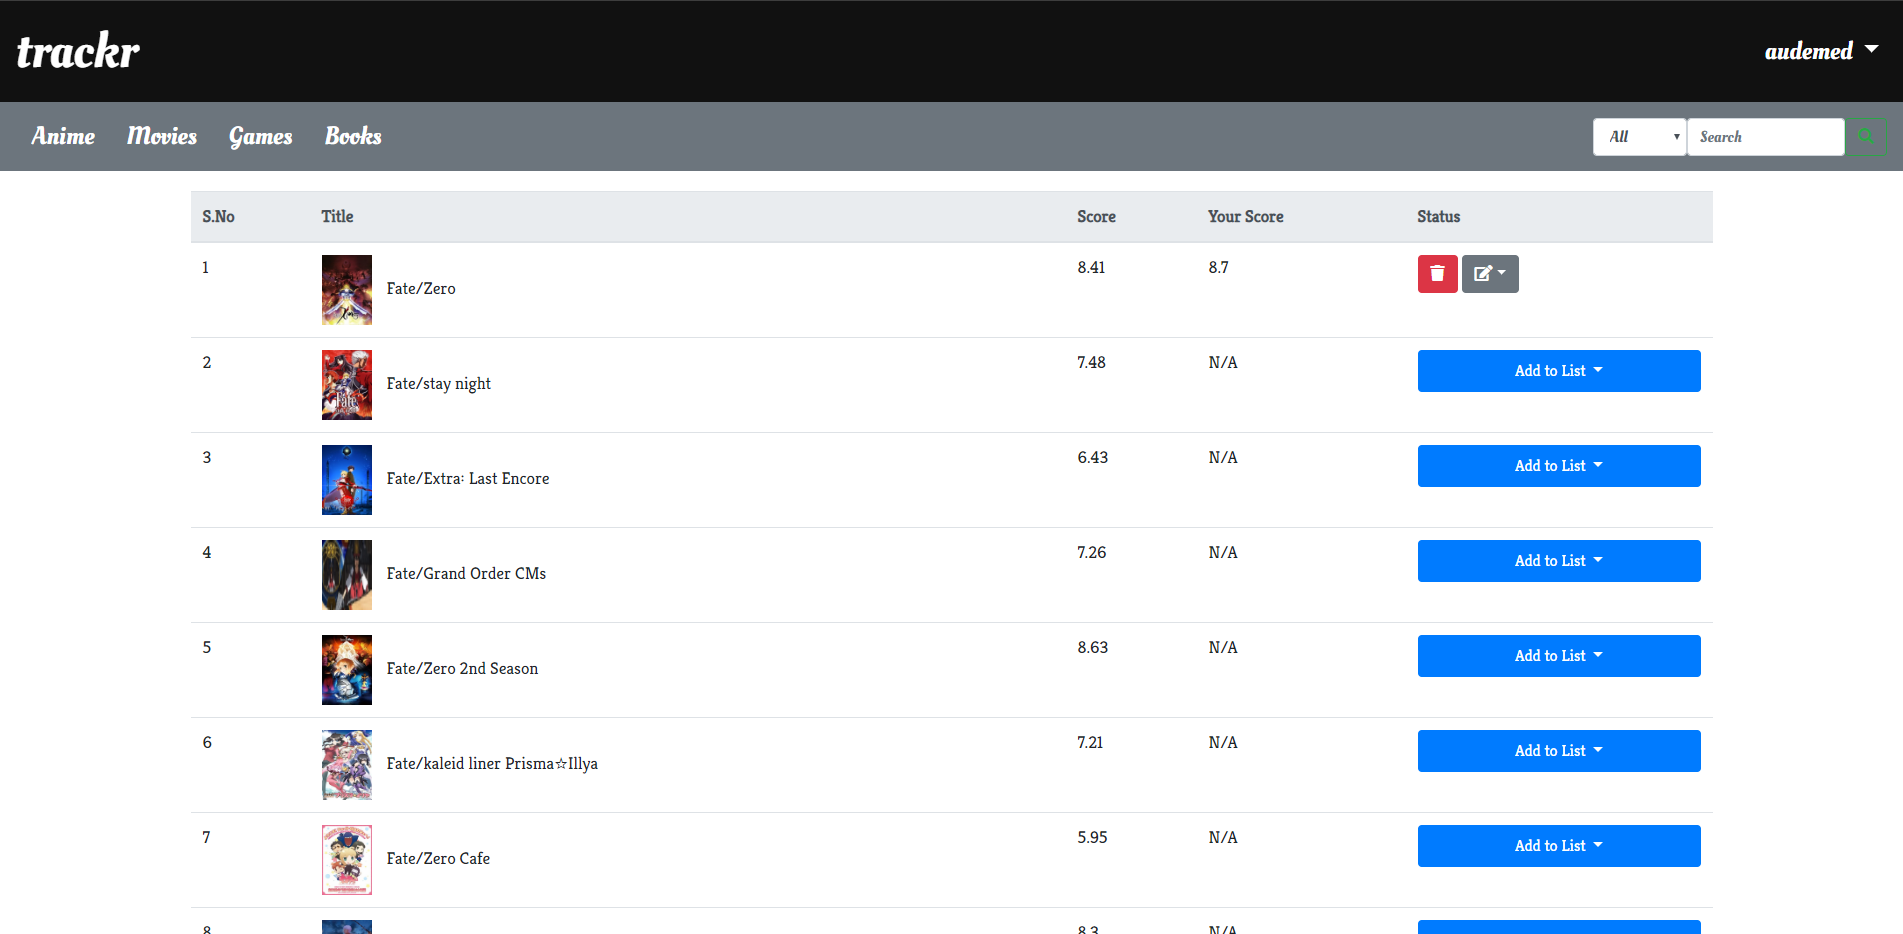 trackr
audemed
Anime Movies Games Books
All Search
S.No Title Score Your Score Status
1 Fate/Zero 8.41 8.7
2 Fate/stay night 7.48 N/A Add to List
3 Fate/Extra: Last Encore 6.43 N/A Add to List
4 Fate/Grand Order CMs 7.26 N/A Add to List
5 Fate/Zero 2nd Season 8.63 N/A Add to List
6 Fate/kaleid liner Prisma☆Illya 7.21 N/A Add to List
7 Fate/Zero Cafe 5.95 N/A Add to List
8 8.3 N/A